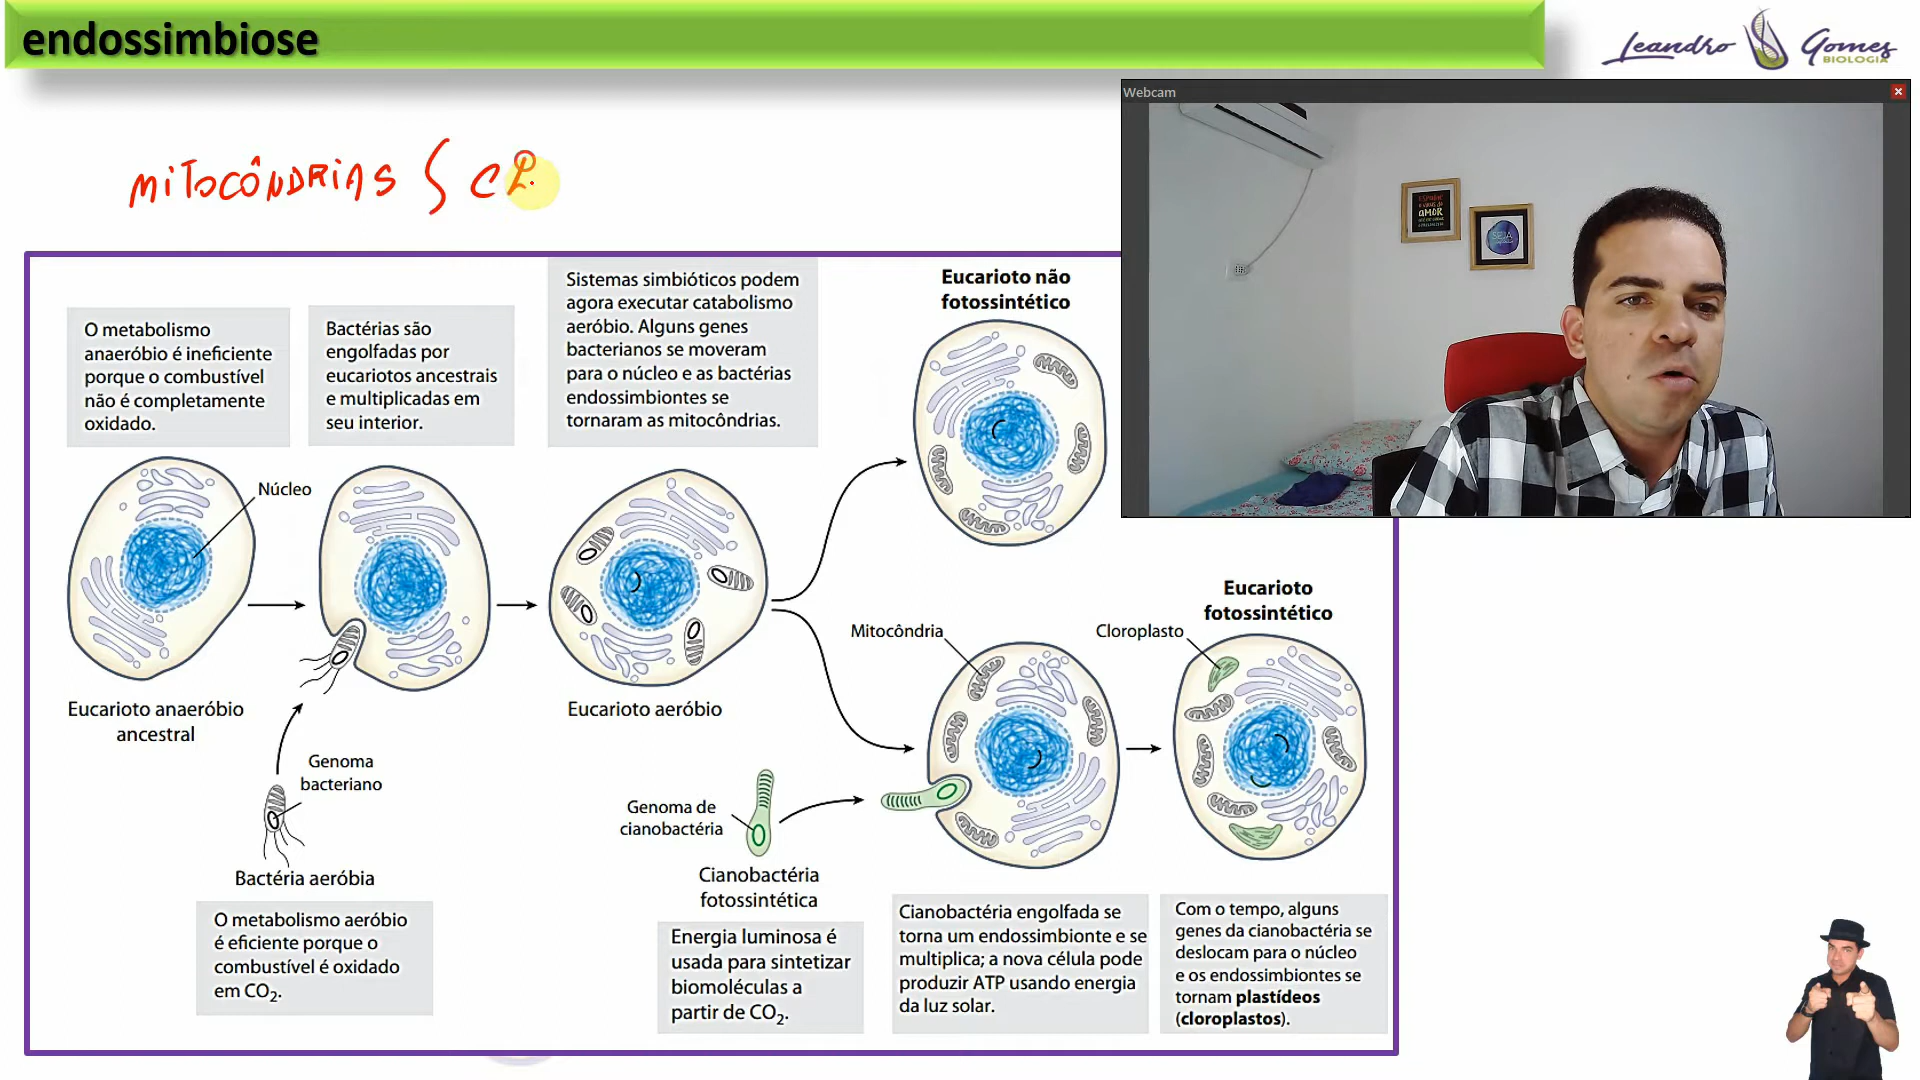 endossimbiose
Leandro Gomes
BIOLOGIA
Webcam
MITOCÔNDRIAS { CL
O metabolismo
anaeróbio é ineficiente
porque o combustível
não é completamente
oxidado.
Bactérias são
engolfadas por
eucariotos ancestrais
e multiplicadas em
seu interior.
Sistemas simbióticos podem
agora executar catabolismo
aeróbio. Alguns genes
bacterianos se moveram
para o núcleo e as bactérias
endossimbiontes se
tornaram as mitocôndrias.
Eucarioto não
fotossintético
AMOR
SEJA
Núcleo
Eucarioto anaeróbio
ancestral
Eucarioto aeróbio
Genoma
bacteriano
Bactéria aeróbia
O metabolismo aeróbio
é eficiente porque o
combustível é oxidado
em CO₂.
Mitocôndria
Cloroplasto
Eucarioto
fotossintético
Genoma de
cianobactéria
Cianobactéria
fotossintética
Energia luminosa é
usada para sintetizar
biomoléculas a
partir de CO₂.
Cianobactéria engolfada se
torna um endossimbionte e se
multiplica; a nova célula pode
produzir ATP usando energia
da luz solar.
Com o tempo, alguns
genes da cianobactéria se
deslocam para o núcleo
e os endossimbiontes se
tornam plastídeos
(cloroplastos).